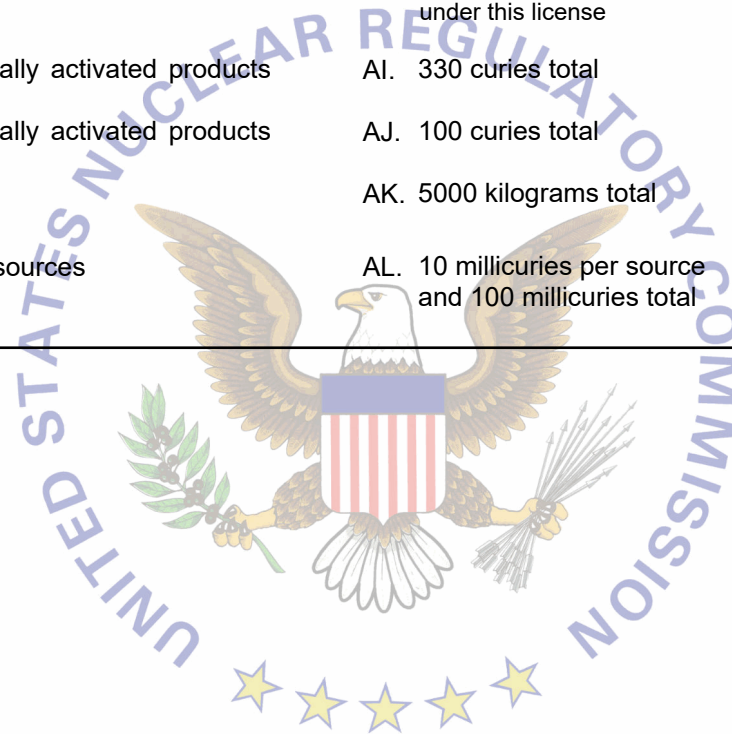 under this license
ally activated products AI. 330 curies total
ally activated products AJ. 100 curies total
AK. 5000 kilograms total
sources AL. 10 millicuries per source
and 100 millicuries total
UNITED STATES NUCLEAR REGULATORY COMMISSION